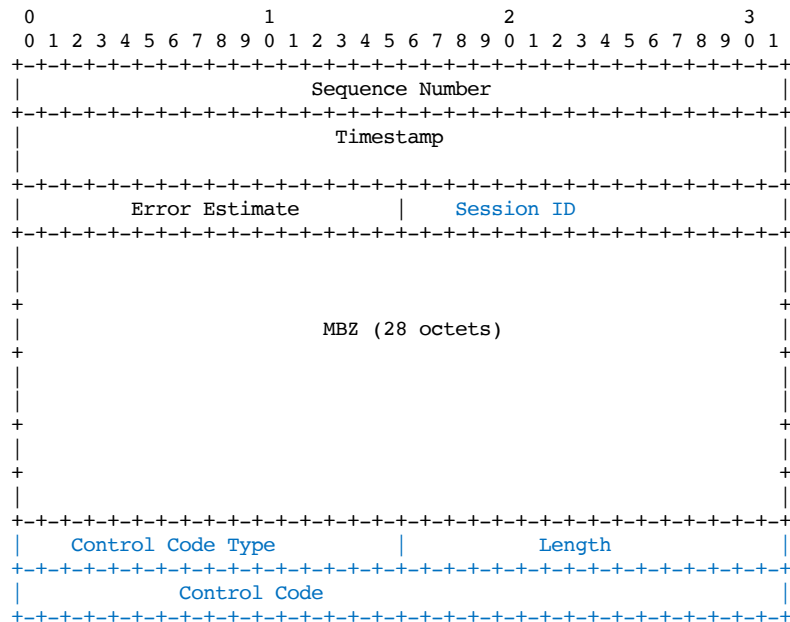 0                   1                   2                   3
 0 1 2 3 4 5 6 7 8 9 0 1 2 3 4 5 6 7 8 9 0 1 2 3 4 5 6 7 8 9 0 1
+-+-+-+-+-+-+-+-+-+-+-+-+-+-+-+-+-+-+-+-+-+-+-+-+-+-+-+-+-+-+-+-+
|                        Sequence Number                        |
+-+-+-+-+-+-+-+-+-+-+-+-+-+-+-+-+-+-+-+-+-+-+-+-+-+-+-+-+-+-+-+-+
|                          Timestamp                            |
|                                                               |
+-+-+-+-+-+-+-+-+-+-+-+-+-+-+-+-+-+-+-+-+-+-+-+-+-+-+-+-+-+-+-+-+
|         Error Estimate        |    Session ID                 |
+-+-+-+-+-+-+-+-+-+-+-+-+-+-+-+-+-+-+-+-+-+-+-+-+-+-+-+-+-+-+-+-+
|                                                               |
|                                                               |
+                                                               +
|                         MBZ (28 octets)                       |
+                                                               +
|                                                               |
|                                                               |
+                                                               +
|                                                               |
+                                                               +
|                                                               |
+-+-+-+-+-+-+-+-+-+-+-+-+-+-+-+-+-+-+-+-+-+-+-+-+-+-+-+-+-+-+-+-+
|    Control Code Type          |           Length              |
+-+-+-+-+-+-+-+-+-+-+-+-+-+-+-+-+-+-+-+-+-+-+-+-+-+-+-+-+-+-+-+-+
|             Control Code                                      |
+-+-+-+-+-+-+-+-+-+-+-+-+-+-+-+-+-+-+-+-+-+-+-+-+-+-+-+-+-+-+-+-+